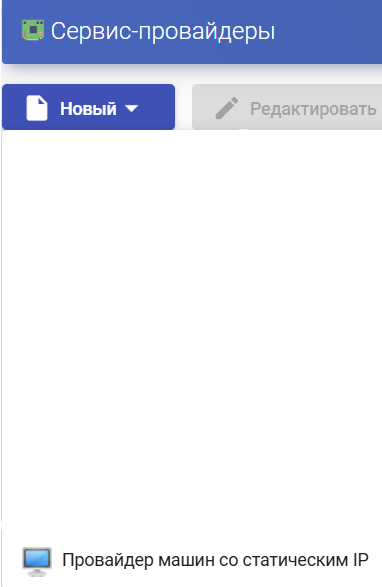 Сервис-провайдеры
Новый
Редактировать
Провайдер машин со статическим IP